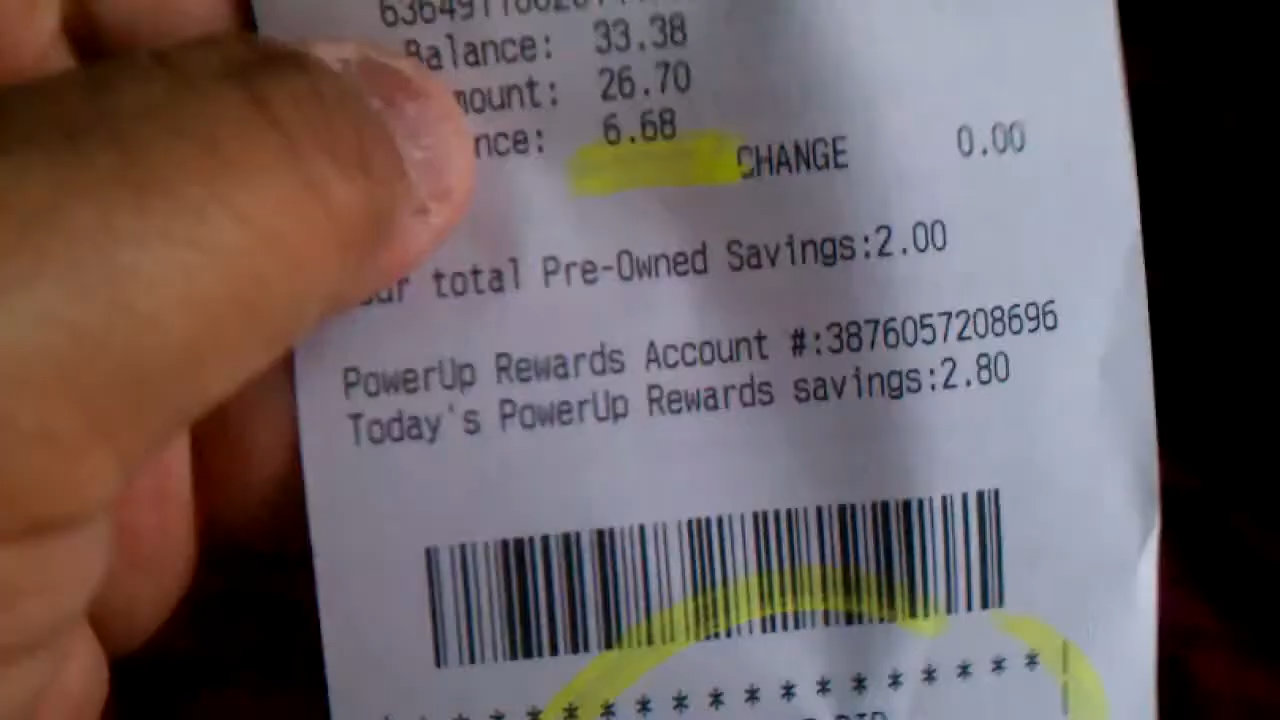 Balance: 33.38
mount: 26.70
nce: 6.68
CHANGE 0.00
total Pre-Owned Savings:2.00
PowerUp Rewards Account #:3876057208696
Today's PowerUp Rewards savings:2.80
* * * * * * * * * * * * * * * *